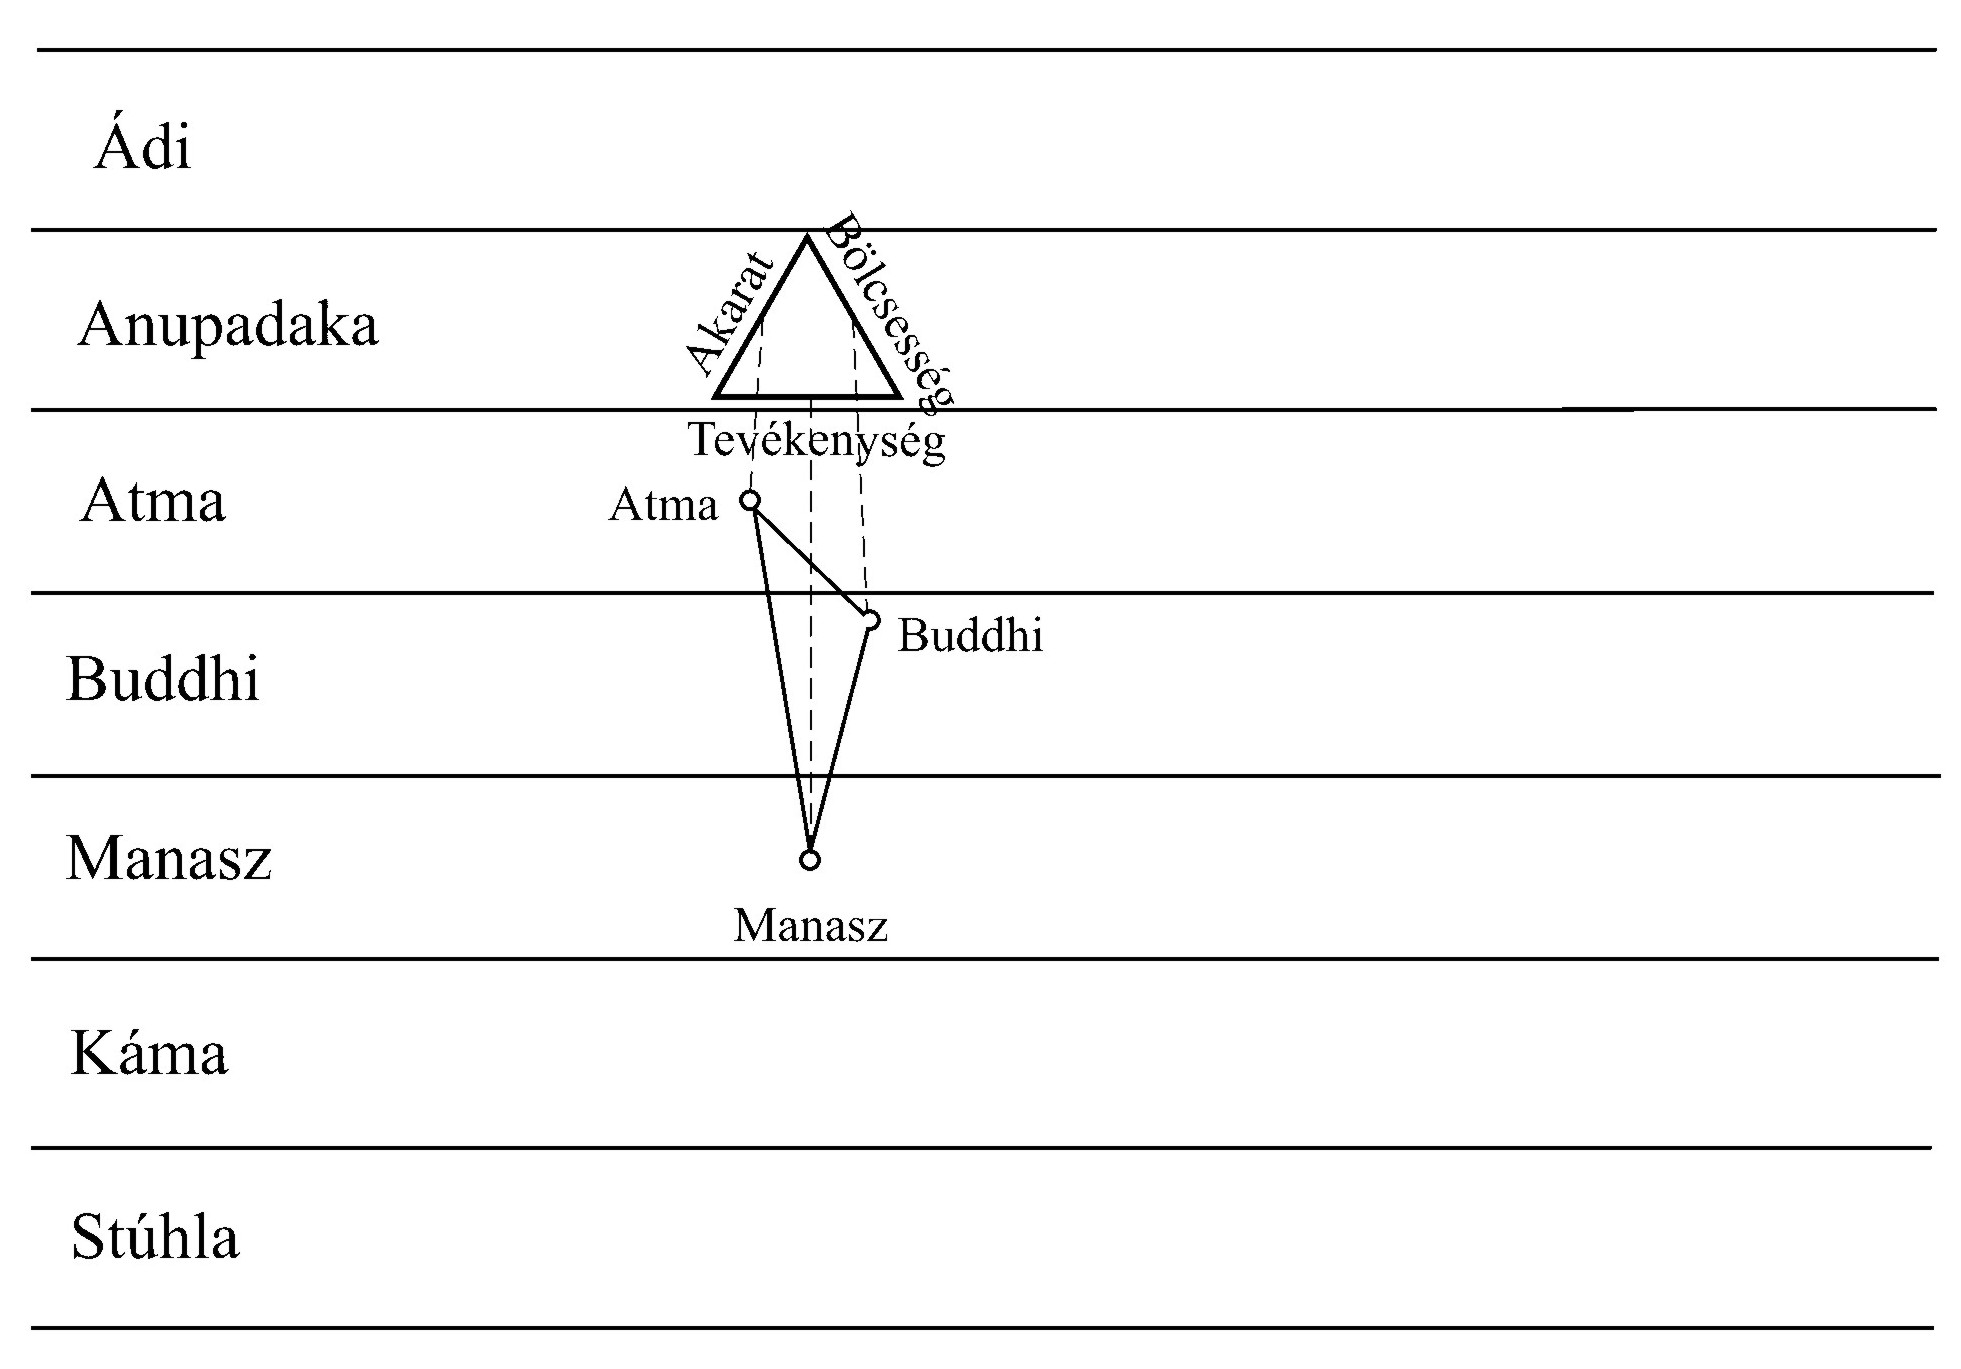 Ádi
Akarat
Bölcsesség
Anupadaka
Tevékenység
Atma
Atma
Buddhi
Buddhi
Manasz
Manasz
Káma
Stúhla